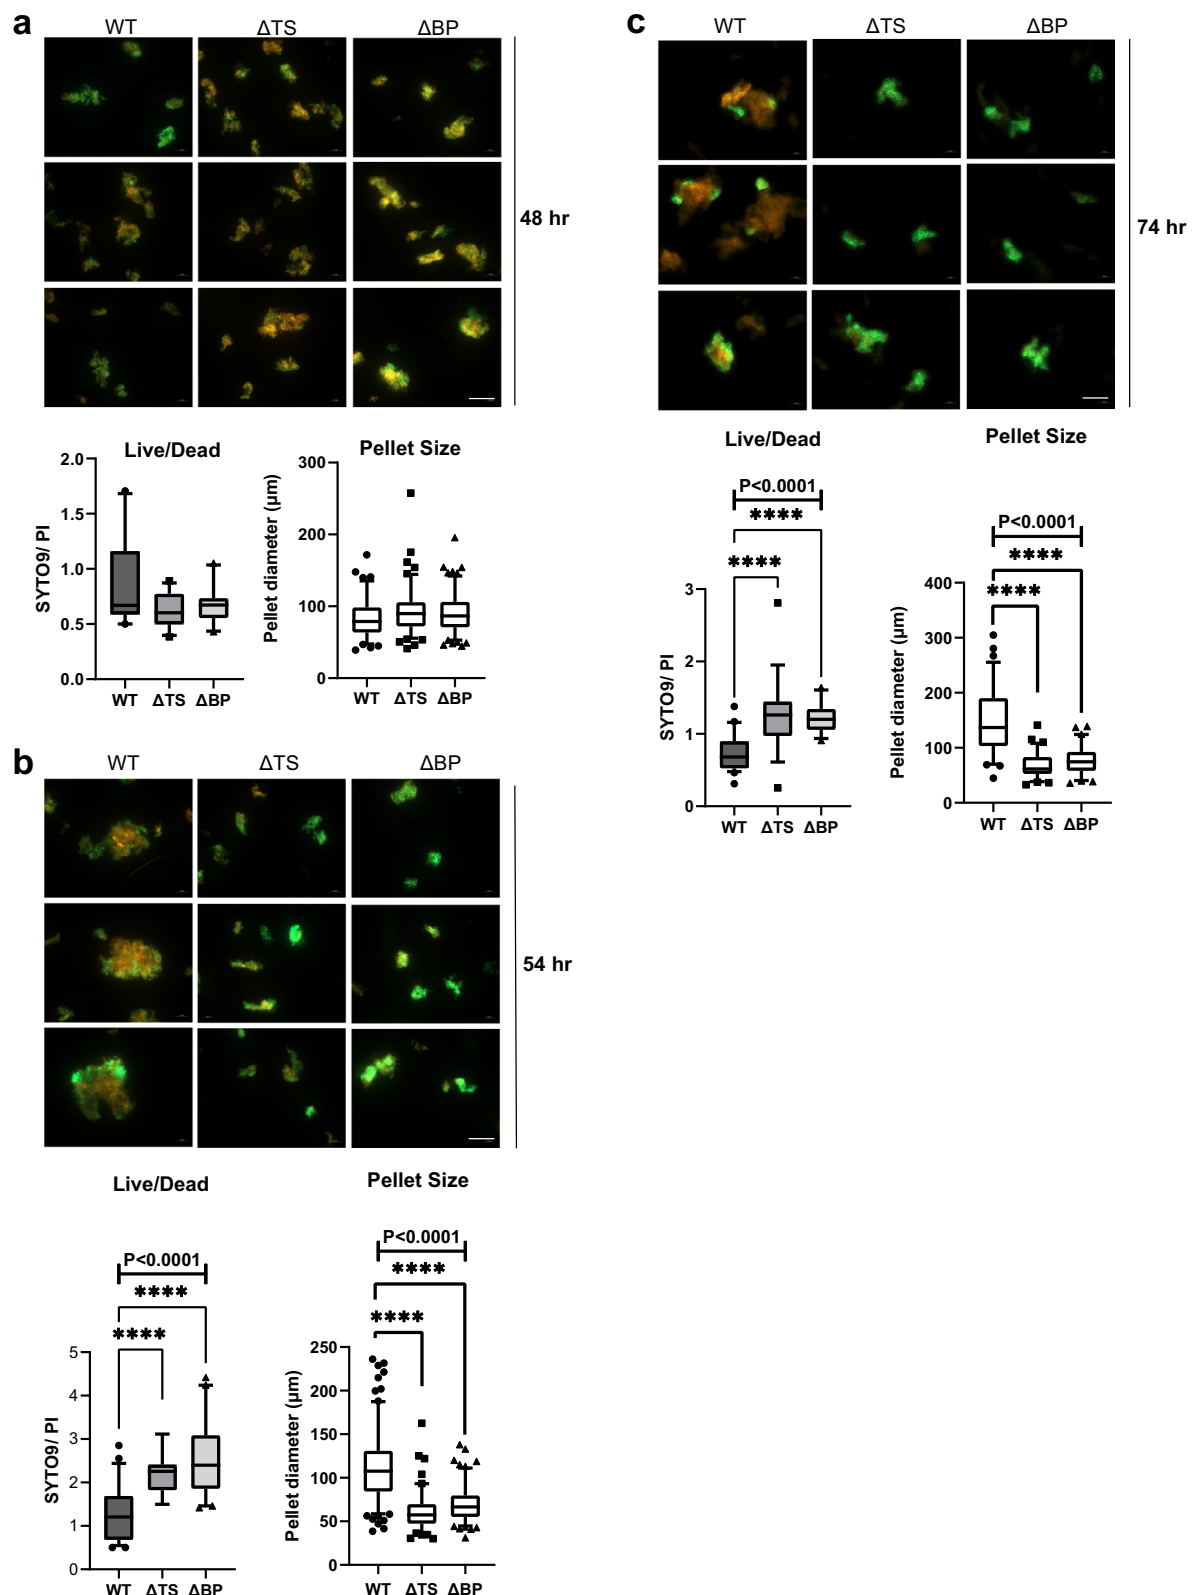 a
WT ΔTS ΔBP
48 hr
Live/Dead
SYTO9/ PI
2.0
1.5
1.0
0.5
0.0
WT ΔTS ΔBP
Pellet Size
Pellet diameter (μm)
300
200
100
0
WT ΔTS ΔBP
b
WT ΔTS ΔBP
54 hr
Live/Dead
P<0.0001
****
****
SYTO9/ PI
5
4
3
2
1
0
WT ΔTS ΔBP
Pellet Size
P<0.0001
****
****
Pellet diameter (μm)
250
200
150
100
50
0
WT ΔTS ΔBP
c
WT ΔTS ΔBP
74 hr
Live/Dead
P<0.0001
****
****
SYTO9/ PI
3
2
1
0
WT ΔTS ΔBP
Pellet Size
P<0.0001
****
****
Pellet diameter (μm)
400
300
200
100
0
WT ΔTS ΔBP